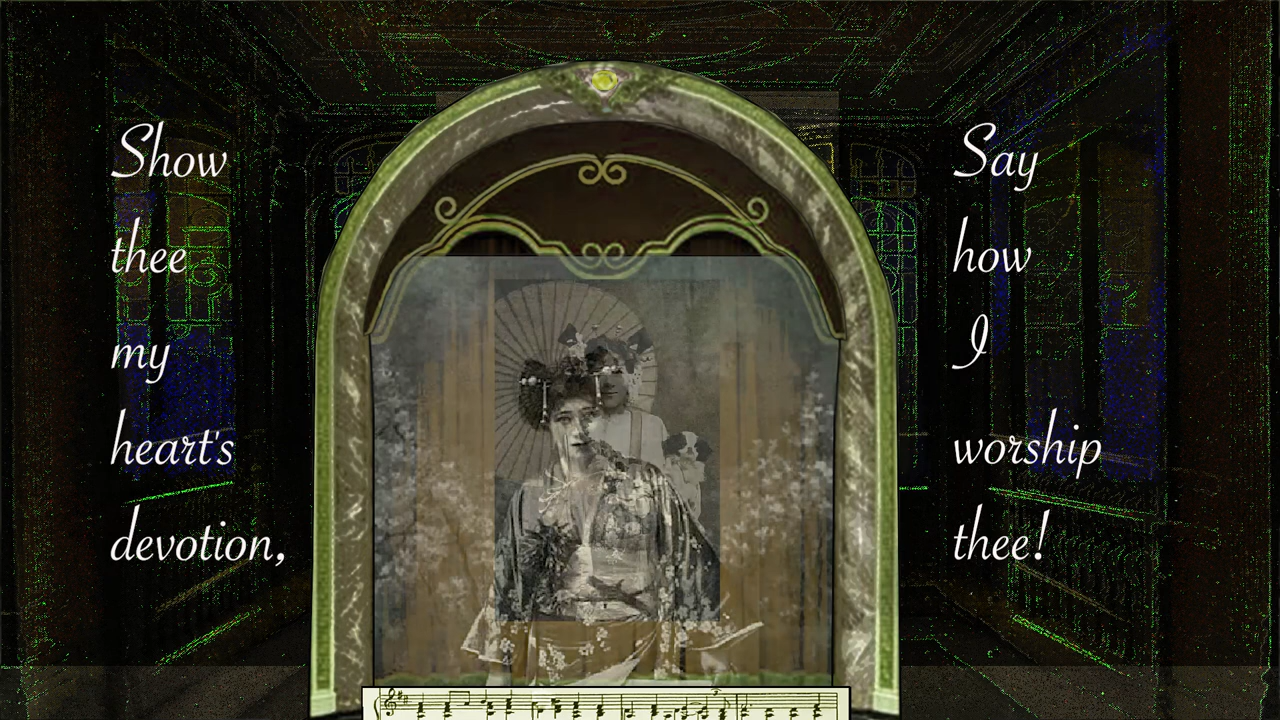 Show
thee
my
heart's
devotion,
Say
how
I
worship
thee!